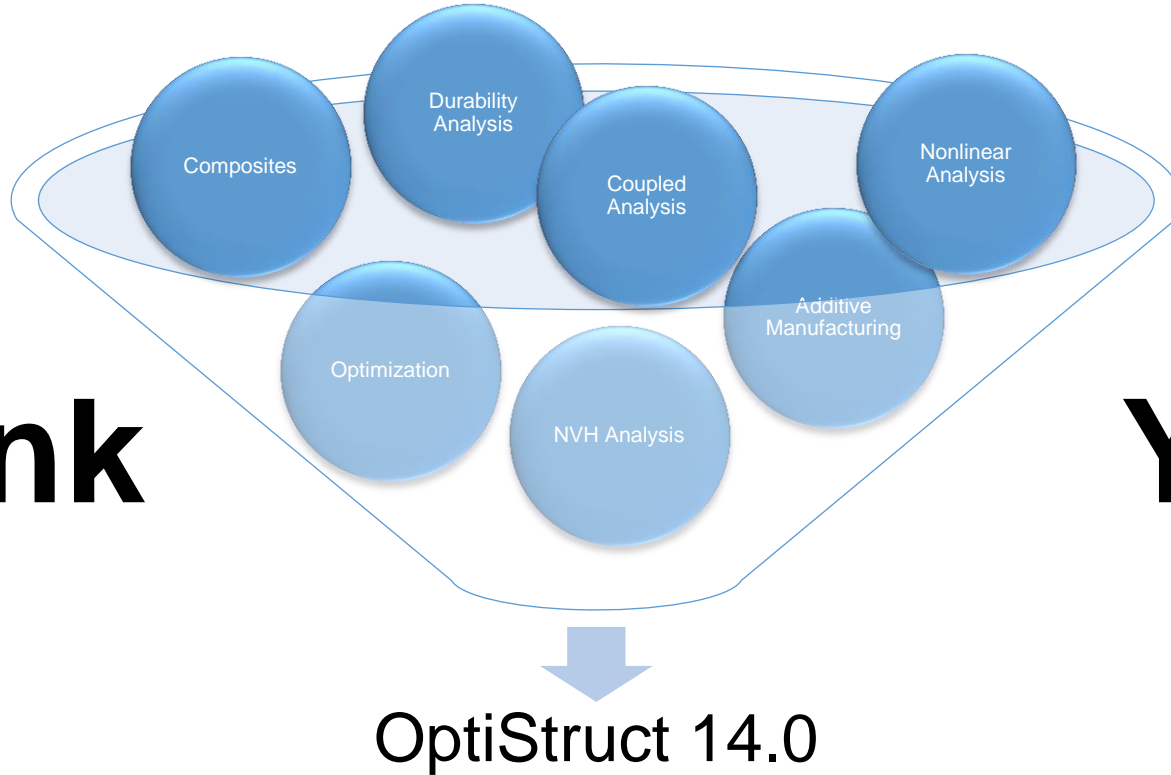 Durability
Analysis
Composites
Coupled
Analysis
Nonlinear
Analysis
Additive
Manufacturing
Optimization
NVH Analysis
nk
Y
OptiStruct 14.0